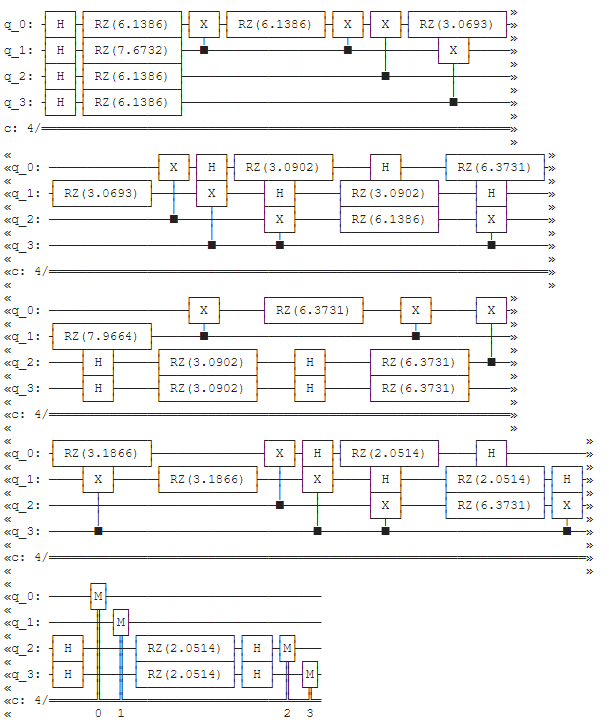 q_0: H RZ(6.1386) X RZ(6.1386) X X RZ(3.0693) »
q_1: H RZ(7.6732) ■ ■ X »
q_2: H RZ(6.1386) ■ »
q_3: H RZ(6.1386) ■ »
c: 4/ »
«q_0: X H RZ(3.0902) H RZ(6.3731) »
«q_1: RZ(3.0693) X H RZ(3.0902) H »
«q_2: ■ X RZ(6.1386) X »
«q_3: ■ ■ ■ »
«c: 4/ »
«q_0: X RZ(6.3731) X X »
«q_1: RZ(7.9664) ■ ■ »
«q_2: H RZ(3.0902) H RZ(6.3731) ■ »
«q_3: H RZ(3.0902) H RZ(6.3731) »
«c: 4/ »
«q_0: RZ(3.1866) X H RZ(2.0514) H »
«q_1: X RZ(3.1866) X H RZ(2.0514) H »
«q_2: ■ X RZ(6.3731) X »
«q_3: ■ ■ ■ ■ »
«c: 4/ »
«q_0: M
«q_1: M
«q_2: H RZ(2.0514) H M
«q_3: H RZ(2.0514) H M
«c: 4/
« 0 1 2 3